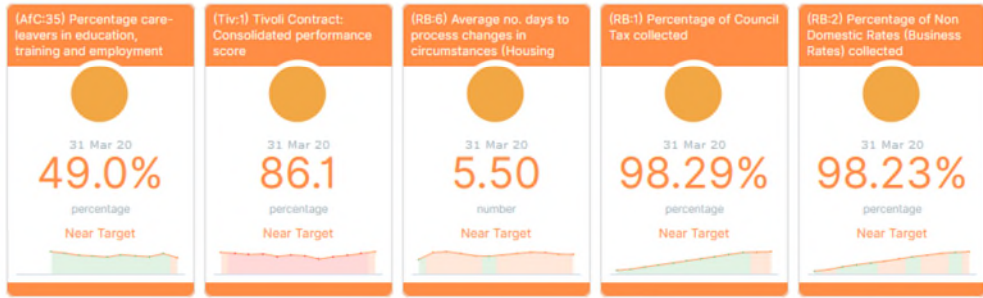 (AfC:35) Percentage care-
leavers in education,
training and employment
31 Mar 20
49.0%
percentage
Near Target
(Tiv:1) Tivoli Contract:
Consolidated performance
score
31 Mar 20
86.1
percentage
Near Target
(RB:6) Average no. days to
process changes in
circumstances (Housing
31 Mar 20
5.50
number
Near Target
(RB:1) Percentage of Council
Tax collected
31 Mar 20
98.29%
percentage
Near Target
(RB:2) Percentage of Non
Domestic Rates (Business
Rates) collected
31 Mar 20
98.23%
percentage
Near Target